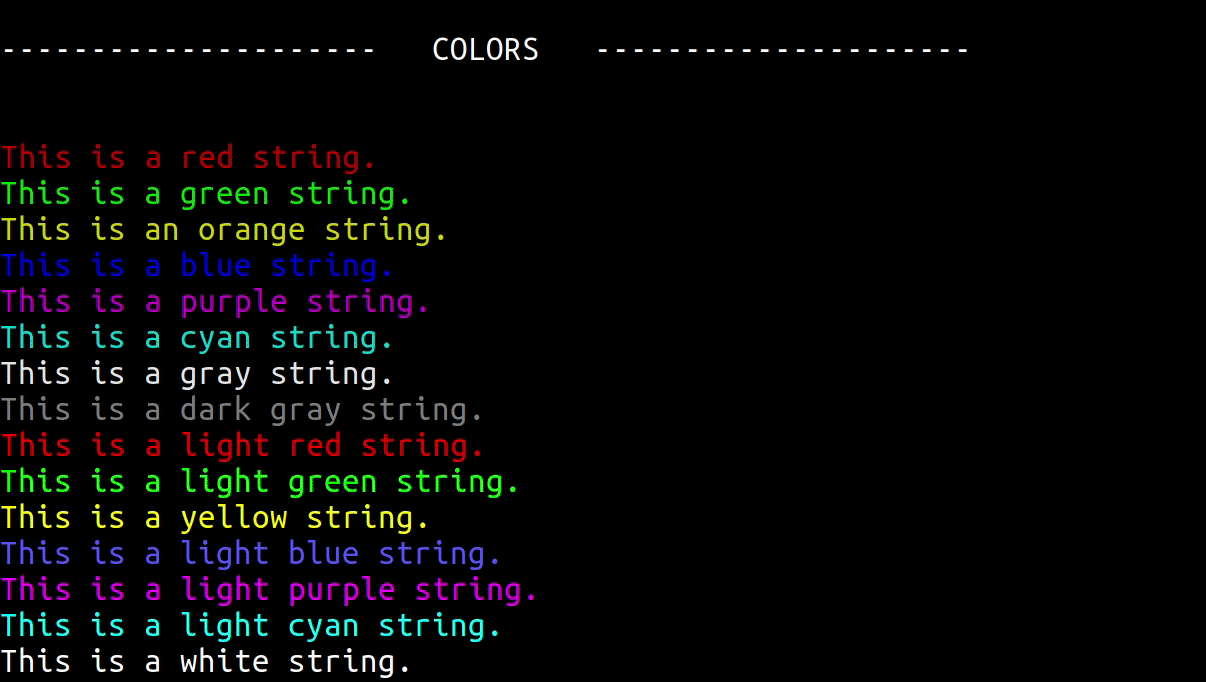 ---------------------   COLORS   ---------------------
This is a red string.
This is a green string.
This is an orange string.
This is a blue string.
This is a purple string.
This is a cyan string.
This is a gray string.
This is a dark gray string.
This is a light red string.
This is a light green string.
This is a yellow string.
This is a light blue string.
This is a light purple string.
This is a light cyan string.
This is a white string.